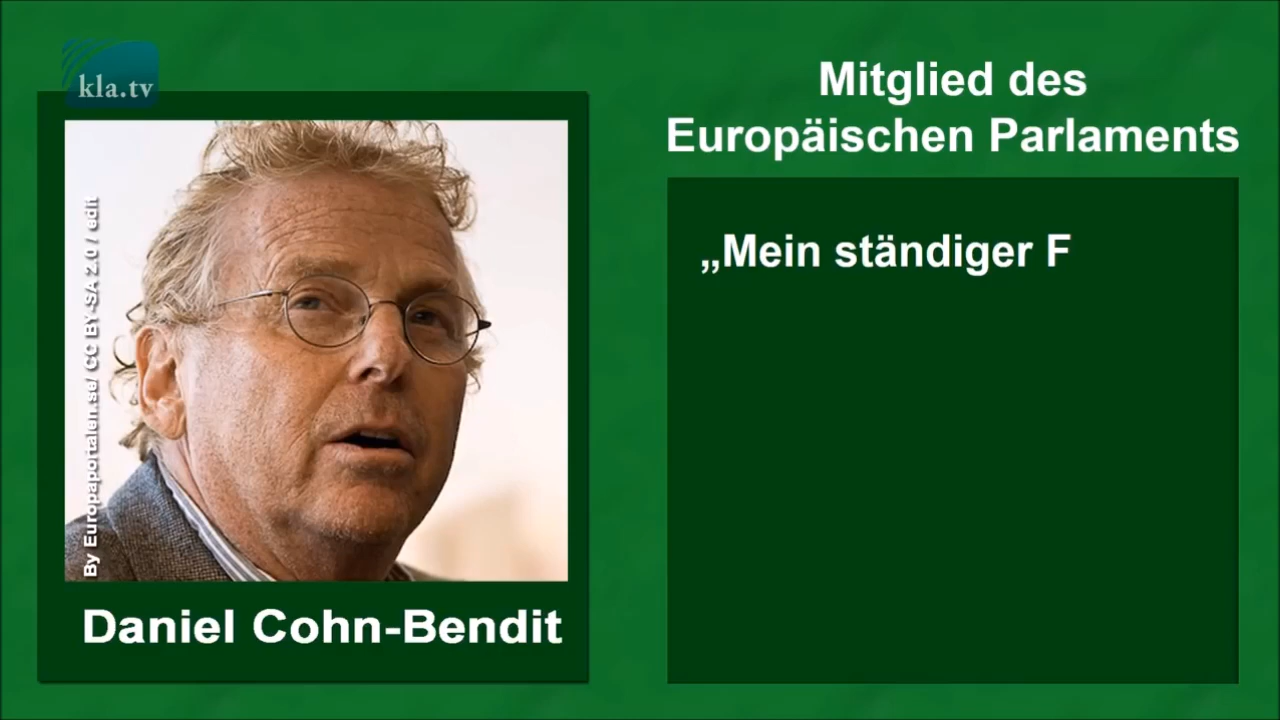 kla.tv
Mitglied des
Europäischen Parlaments
„Mein ständiger F
By Europaportalen.se/ CC BY-SA 2.0 / edit
Daniel Cohn-Bendit